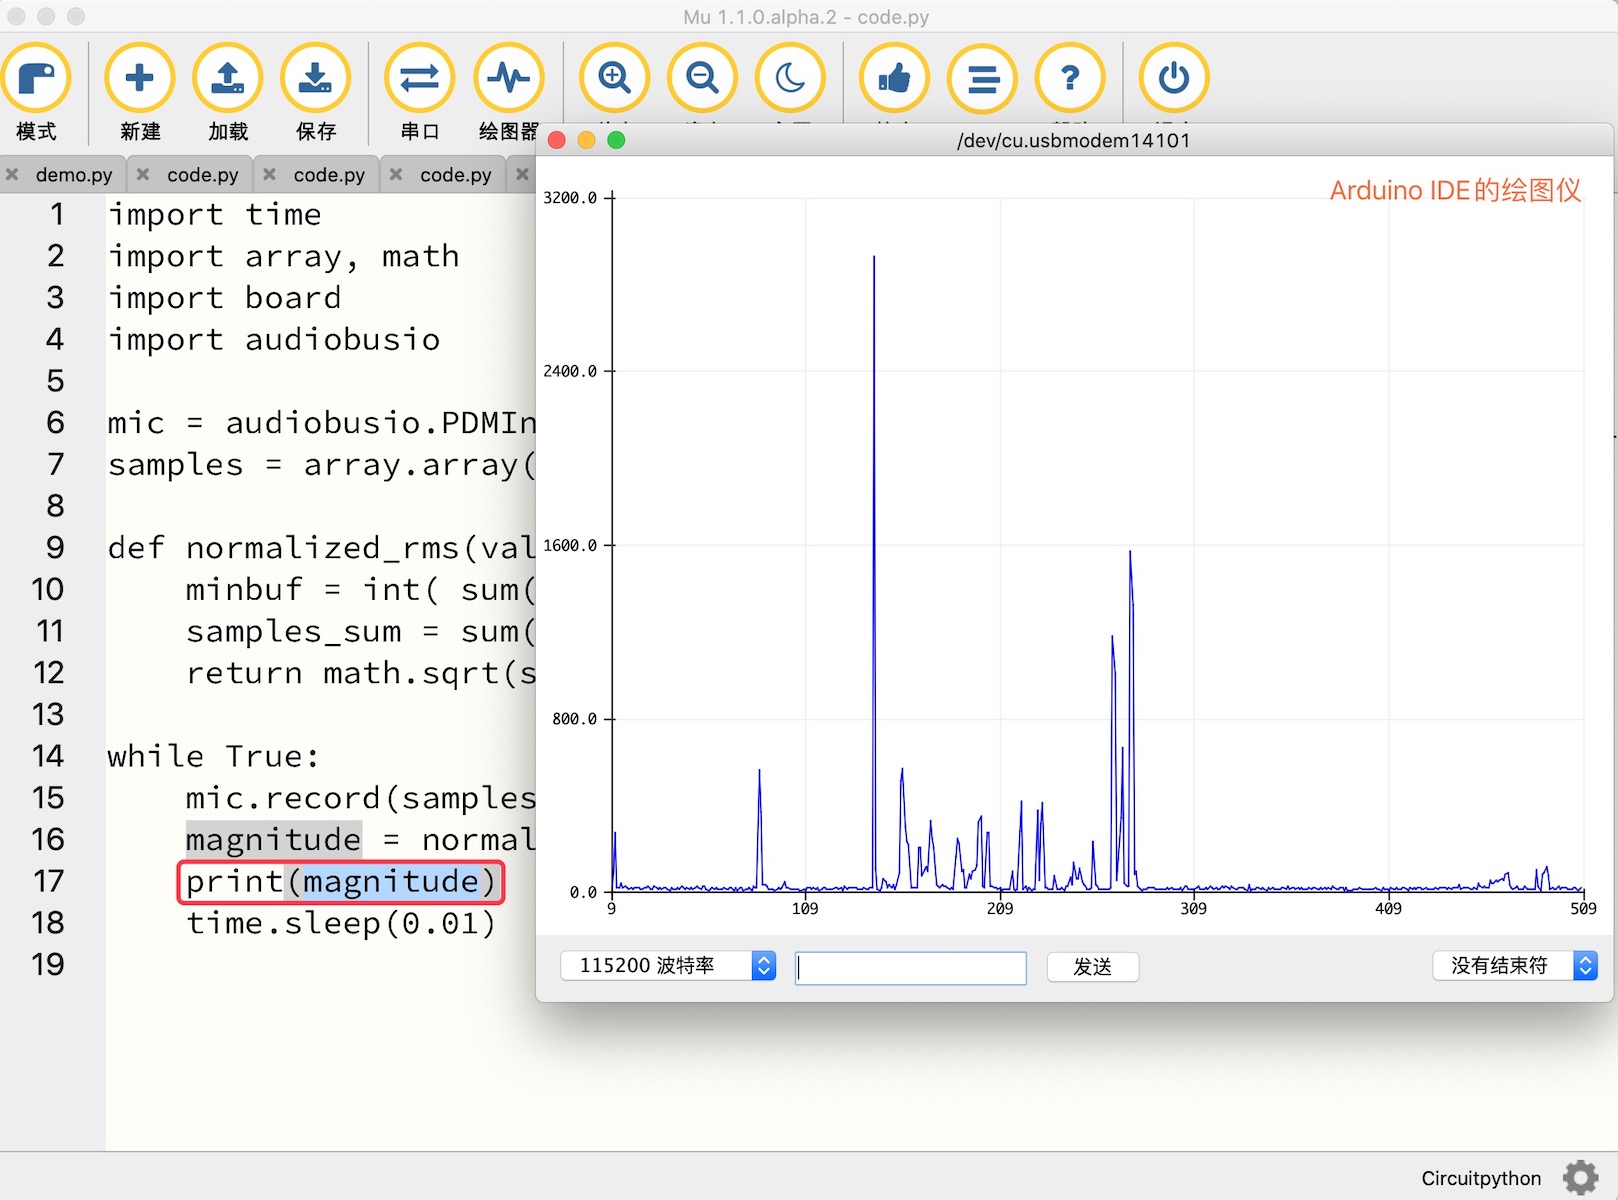 Mu 1.1.0.alpha.2 - code.py
模式 新建 加载 保存 串口 绘图器
/dev/cu.usbmodem14101
demo.py code.py code.py code.py
Arduino IDE的绘图仪
3200.0
2400.0
1600.0
800.0
0.0
9 109 209 309 409 509
115200 波特率 发送 没有结束符
1 import time
2 import array, math
3 import board
4 import audiobusio
5
6 mic = audiobusio.PDMIn
7 samples = array.array(
8
9 def normalized_rms(val
10 minbuf = int( sum(
11 samples_sum = sum(
12 return math.sqrt(s
13
14 while True:
15 mic.record(samples
16 magnitude = normal
17 print(magnitude)
18 time.sleep(0.01)
19
Circuitpython